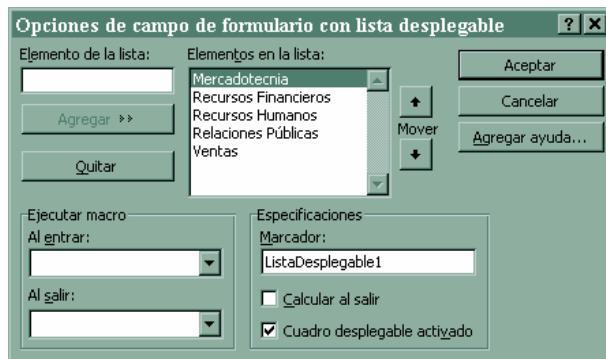 Opciones de campo de formulario con lista desplegable
Elemento de la lista:
Elementos en la lista:
Mercadotecnia
Recursos Financieros
Recursos Humanos
Relaciones Públicas
Ventas
Agregar >>
Quitar
Mover
Aceptar
Cancelar
Agregar ayuda...
Ejecutar macro
Al entrar:
Al salir:
Especificaciones
Marcador:
ListaDesplegable1
Calcular al salir
Cuadro desplegable activado